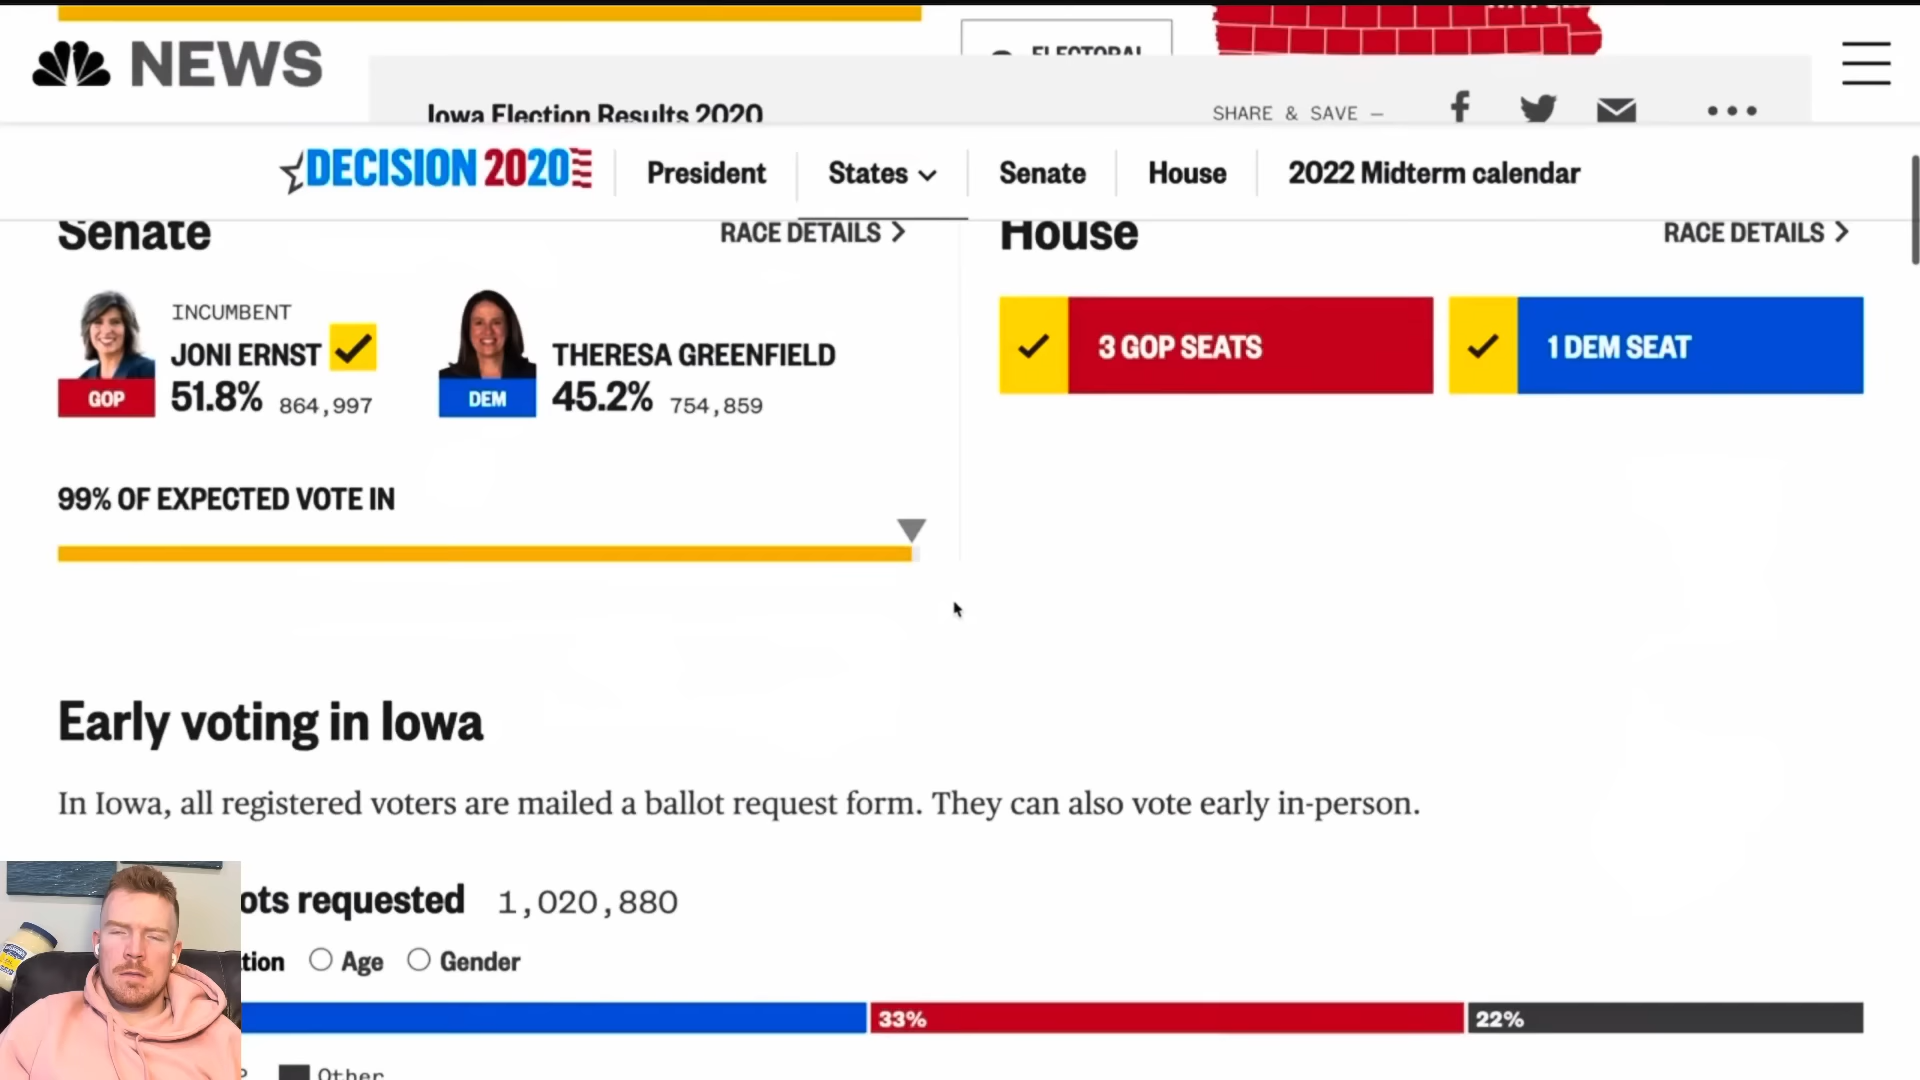 ELECTORAL
NEWS
Iowa Election Results 2020
SHARE & SAVE —
DECISION 2020
President
States
Senate
House
2022 Midterm calendar
Senate
RACE DETAILS
House
RACE DETAILS
INCUMBENT
JONI ERNST
THERESA GREENFIELD
GOP
51.8% 864,997
DEM
45.2% 754,859
3 GOP SEATS
1 DEM SEAT
99% OF EXPECTED VOTE IN
Early voting in Iowa
In Iowa, all registered voters are mailed a ballot request form. They can also vote early in-person.
ots requested 1,020,880
tion Age Gender
33%
22%
Other